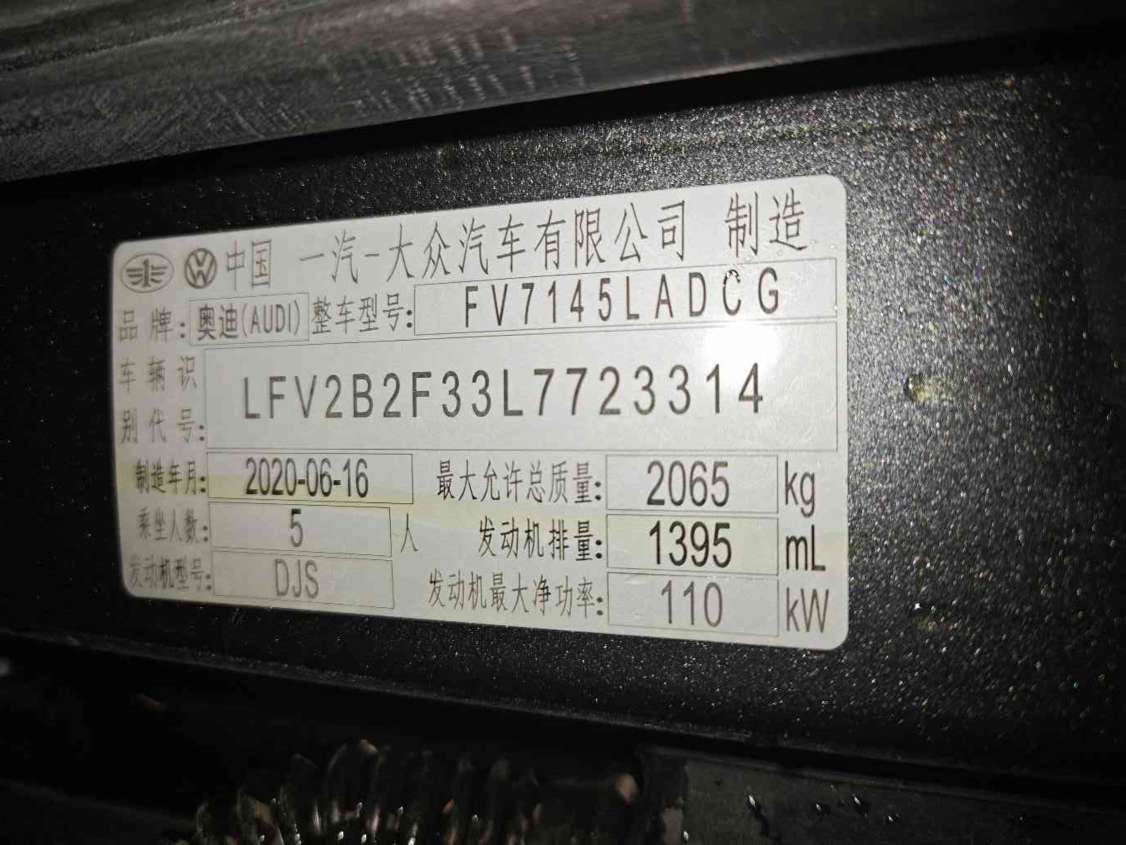 中国 一汽-大众汽车有限公司 制造
品牌: 奥迪(AUDI) 整车型号: FV7145LADCG
车辆识别代号: LFV2B2F33L7723314
制造年月: 2020-06-16 最大允许总质量: 2065 kg
乘坐人数: 5 人 发动机排量: 1395 mL
发动机型号: DJS 发动机最大净功率: 110 kW